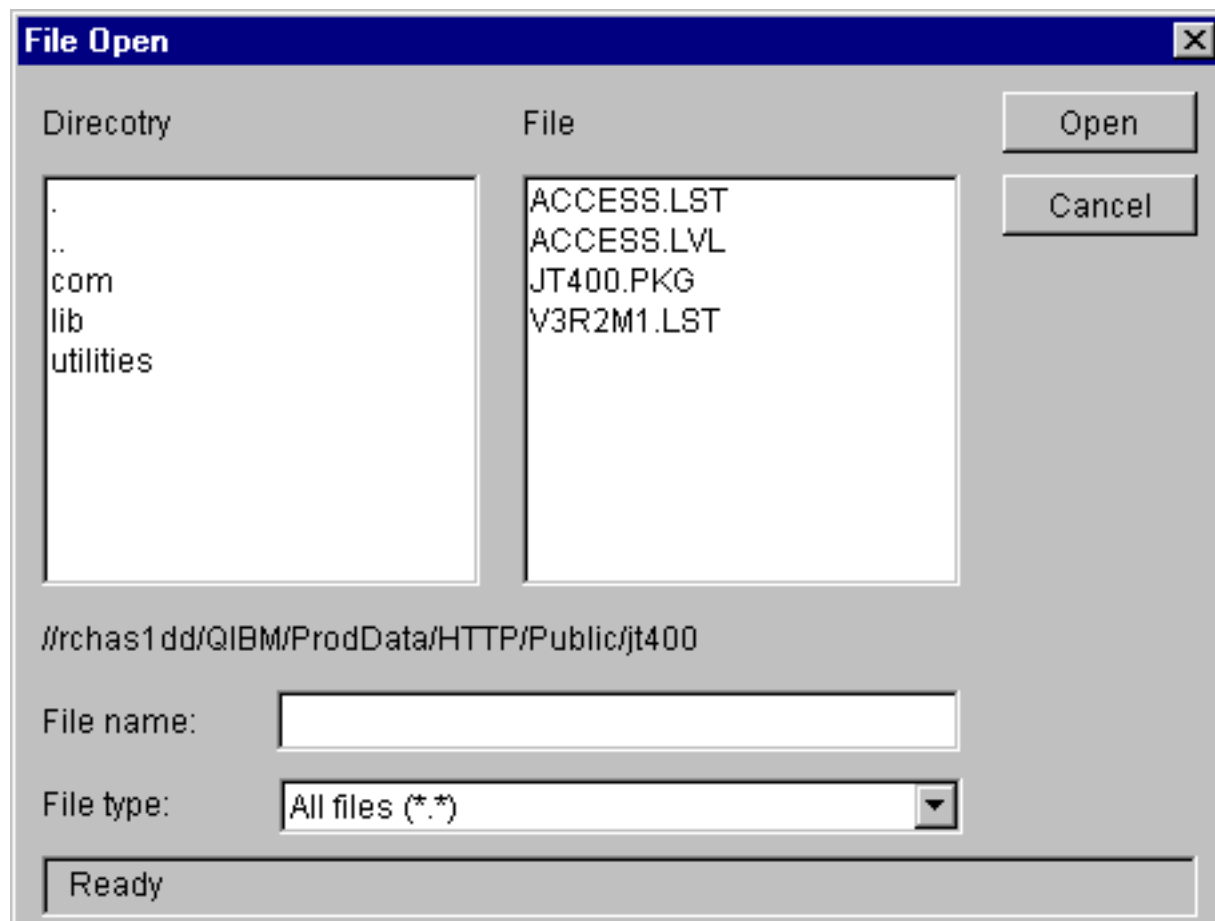 File Open
Direcotry
File
Open
Cancel
.
..
com
lib
utilities
ACCESS.LST
ACCESS.LVL
JT400.PKG
V3R2M1.LST
//rchas1dd/QIBM/ProdData/HTTP/Public/jt400
File name:
File type:
All files (*.*)
Ready